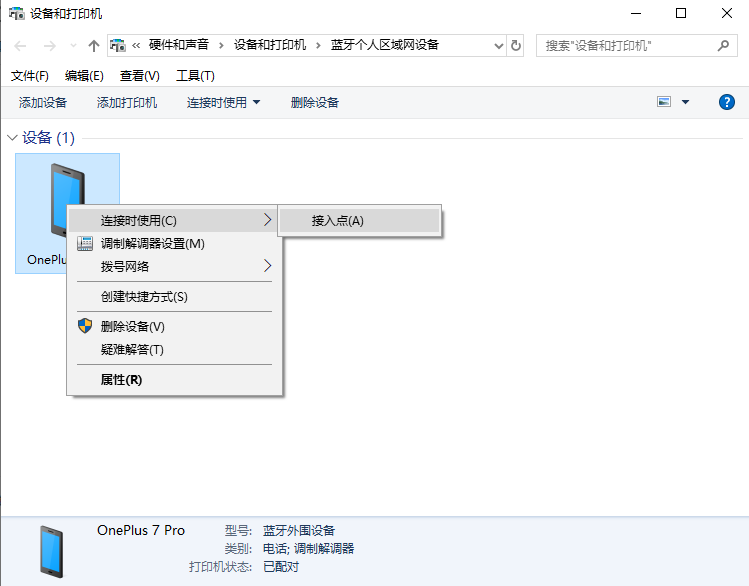 设备和打印机
« 硬件和声音 › 设备和打印机 › 蓝牙个人区域网设备
搜索"设备和打印机"
文件(F) 编辑(E) 查看(V) 工具(T)
添加设备 添加打印机 连接时使用 删除设备
设备 (1)
连接时使用(C) 接入点(A)
调制解调器设置(M)
OnePlu
拨号网络
创建快捷方式(S)
删除设备(V)
疑难解答(T)
属性(R)
OnePlus 7 Pro 型号: 蓝牙外围设备
类别: 电话; 调制解调器
打印机状态: 已配对